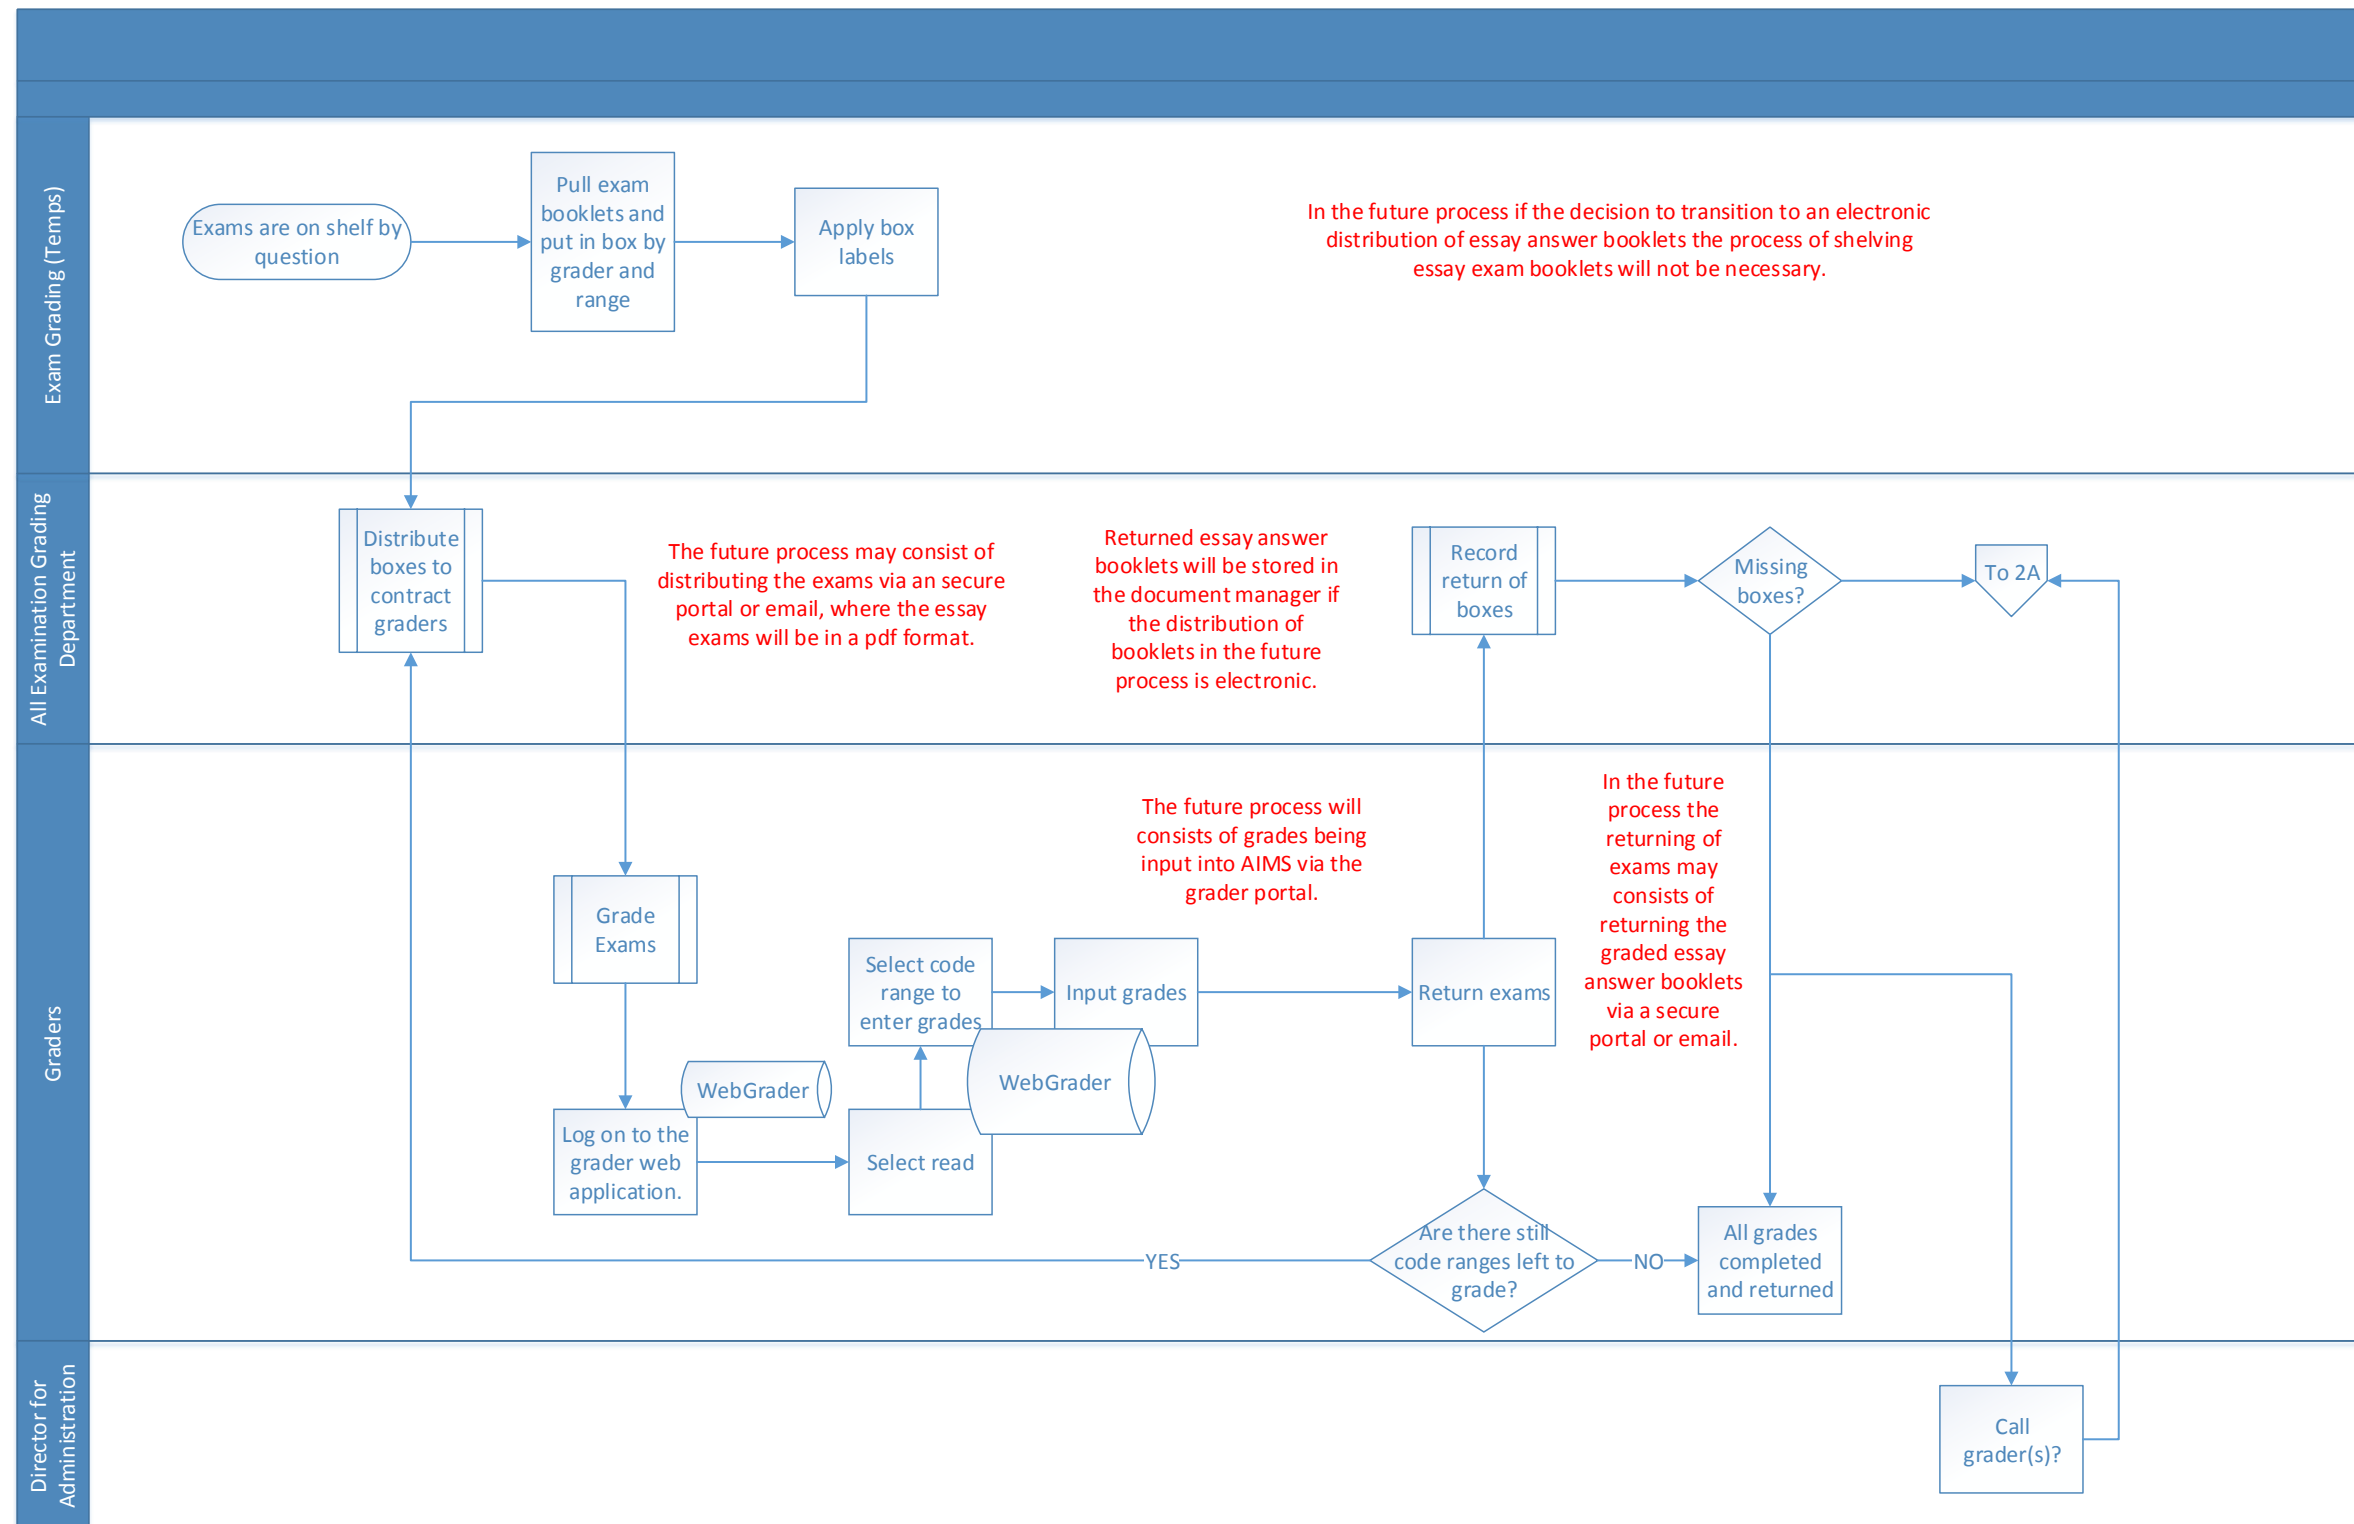 Exam Grading (Temps)
Exams are on shelf by
question
Pull exam
booklets and
put in box by
grader and
range
Apply box
labels
In the future process if the decision to transition to an electronic
distribution of essay answer booklets the process of shelving
essay exam booklets will not be necessary.
All Examination Grading
Department
Distribute
boxes to
contract
graders
The future process may consist of
distributing the exams via an secure
portal or email, where the essay
exams will be in a pdf format.
Returned essay answer
booklets will be stored in
the document manager if
the distribution of
booklets in the future
process is electronic.
Record
return of
boxes
Missing
boxes?
To 2A
Graders
Grade
Exams
Log on to the
grader web
application.
WebGrader
Select read
Select code
range to
enter grades
Input grades
WebGrader
The future process will
consists of grades being
input into AIMS via the
grader portal.
Return exams
In the future
process the
returning of
exams may
consists of
returning the
graded essay
answer booklets
via a secure
portal or email.
Are there still
code ranges left to
grade?
YES
NO
All grades
completed
and returned
Director for
Administration
Call
grader(s)?